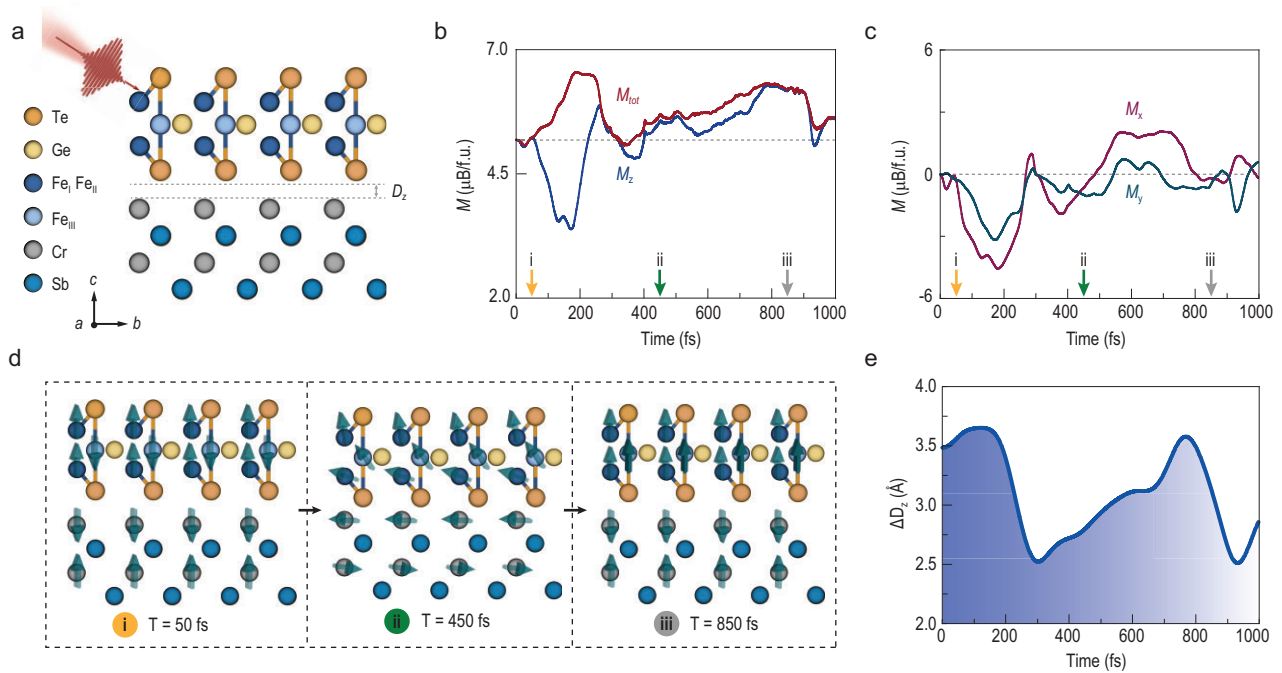 a
Te
Ge
Fe_I Fe_II
Fe_III
Cr
Sb
D_z
c
a
b
b
7.0
4.5
2.0
M (μB/f.u.)
M_tot
M_z
i
ii
iii
0
200
400
600
800
1000
Time (fs)
c
6
0
-6
M (μB/f.u.)
M_x
M_y
i
ii
iii
0
200
400
600
800
1000
Time (fs)
d
i T = 50 fs
ii T = 450 fs
iii T = 850 fs
e
4.0
3.5
3.0
2.5
2.0
ΔD_z (Å)
0
200
400
600
800
1000
Time (fs)